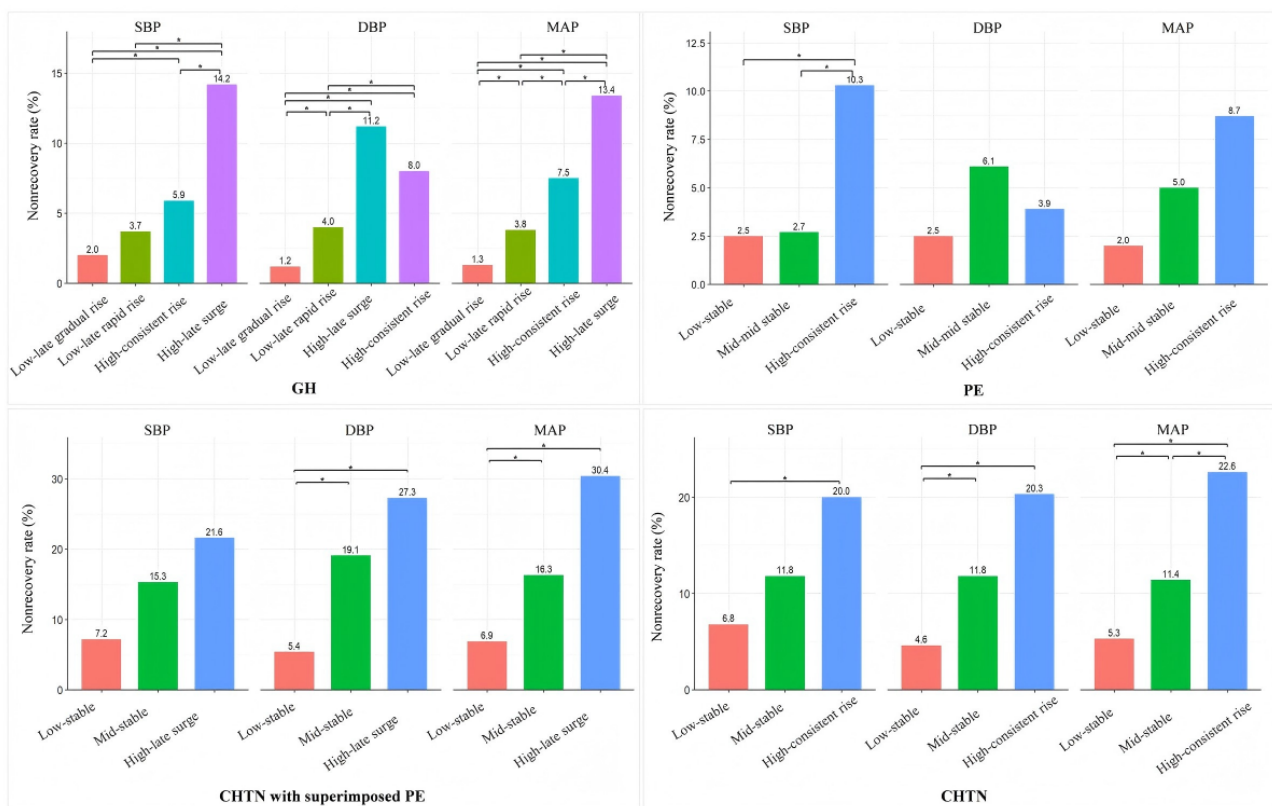 SBP DBP MAP
Nonrecovery rate (%)
15
10
5
0
* * * *
2.0 3.7 5.9 14.2
* * * * *
1.2 4.0 11.2 8.0
* * * * * *
1.3 3.8 7.5 13.4
Low-late gradual rise
Low-late rapid rise
High-consistent rise
High-late surge
Low-late gradual rise
Low-late rapid rise
High-late surge
High-consistent rise
Low-late gradual rise
Low-late rapid rise
High-consistent rise
High-late surge
GH
SBP DBP MAP
Nonrecovery rate (%)
12.5
10.0
7.5
5.0
2.5
0.0
* *
2.5 2.7 10.3
2.5 6.1 3.9
2.0 5.0 8.7
Low-stable
Mid-mid stable
High-consistent rise
Low-stable
Mid-mid stable
High-consistent rise
Low-stable
Mid-mid stable
High-consistent rise
PE
SBP DBP MAP
Nonrecovery rate (%)
30
20
10
0
7.2 15.3 21.6
* *
5.4 19.1 27.3
* *
6.9 16.3 30.4
Low-stable
Mid-stable
High-late surge
Low-stable
Mid-stable
High-late surge
Low-stable
Mid-stable
High-late surge
CHTN with superimposed PE
SBP DBP MAP
Nonrecovery rate (%)
20
10
0
*
6.8 11.8 20.0
* *
4.6 11.8 20.3
* * *
5.3 11.4 22.6
Low-stable
Mid-stable
High-consistent rise
Low-stable
Mid-stable
High-consistent rise
Low-stable
Mid-stable
High-consistent rise
CHTN